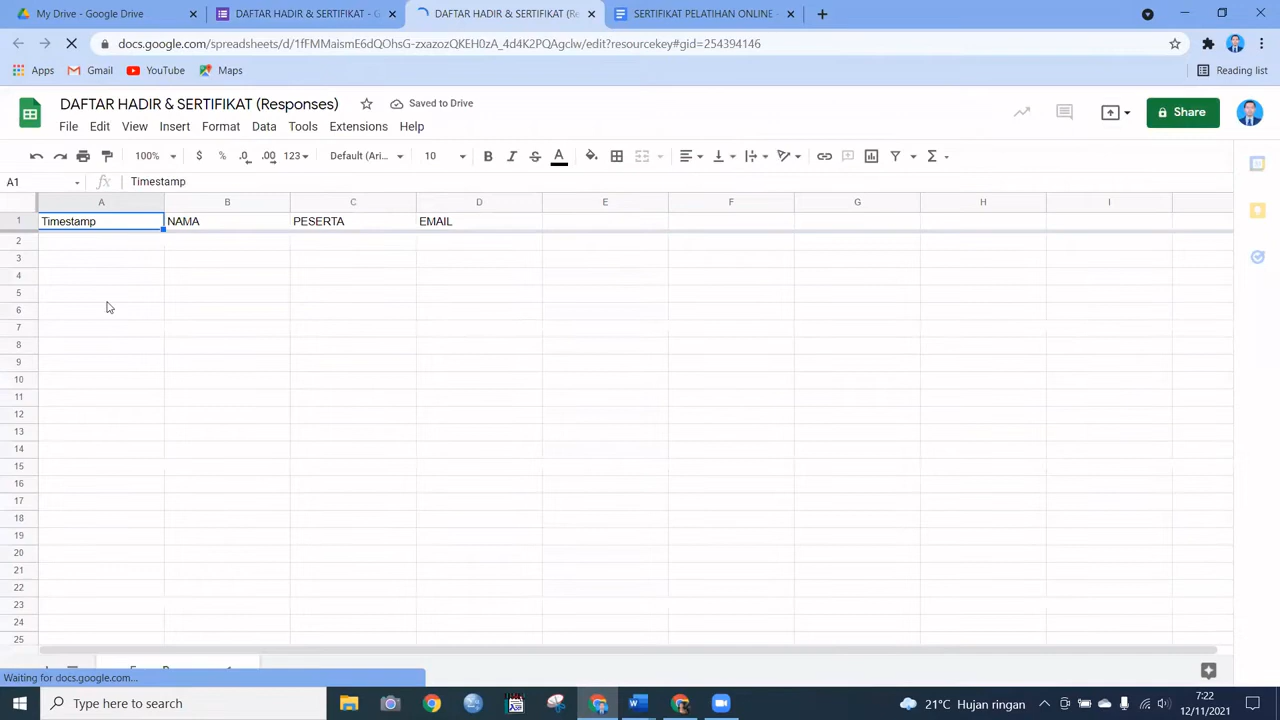 My Drive - Google Drive
DAFTAR HADIR & SERTIFIKAT - G
DAFTAR HADIR & SERTIFIKAT (Re
SERTIFIKAT PELATIHAN ONLINE -
docs.google.com/spreadsheets/d/1fFMMaismE6dQOhsG-zxazozQKEH0zA_4d4K2PQAgclw/edit?resourcekey#gid=254394146
Apps Gmail YouTube Maps Reading list
DAFTAR HADIR & SERTIFIKAT (Responses) Saved to Drive
Share
File Edit View Insert Format Data Tools Extensions Help
100% $ % .0 .00 123 Default (Ari... 10 B I S A Σ
A1 fx Timestamp
A B C D E F G H I
1 Timestamp NAMA PESERTA EMAIL
2
3
4
5
6
7
8
9
10
11
12
13
14
15
16
17
18
19
20
21
22
23
24
25
Waiting for docs.google.com...
Type here to search
21°C Hujan ringan
7:22
12/11/2021